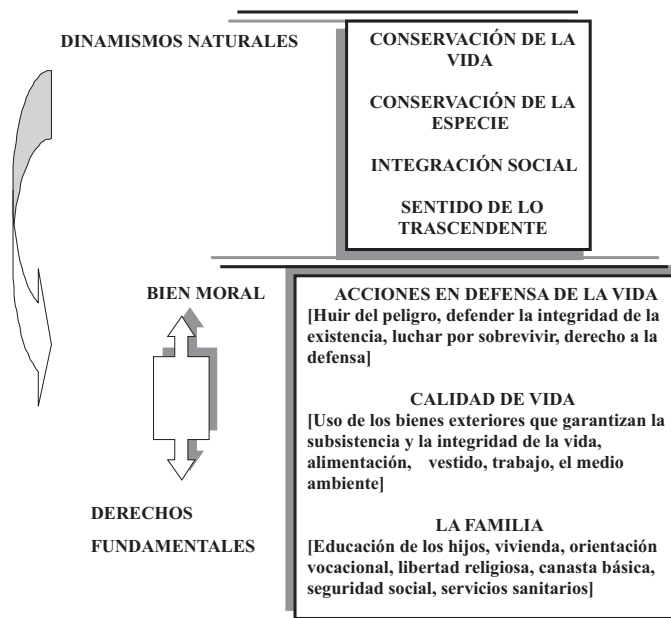 DINAMISMOS NATURALES
CONSERVACIÓN DE LA
VIDA
CONSERVACIÓN DE LA
ESPECIE
INTEGRACIÓN SOCIAL
SENTIDO DE LO
TRASCENDENTE
BIEN MORAL
ACCIONES EN DEFENSA DE LA VIDA
[Huir del peligro, defender la integridad de la
existencia, luchar por sobrevivir, derecho a la
defensa]
CALIDAD DE VIDA
[Uso de los bienes exteriores que garantizan la
subsistencia y la integridad de la vida,
alimentación, vestido, trabajo, el medio
ambiente]
DERECHOS
FUNDAMENTALES
LA FAMILIA
[Educación de los hijos, vivienda, orientación
vocacional, libertad religiosa, canasta básica,
seguridad social, servicios sanitarios]